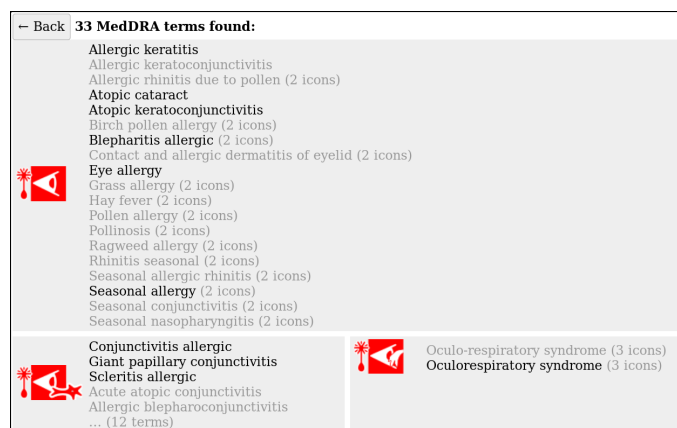 ← Back 33 MedDRA terms found:
Allergic keratitis
Allergic keratoconjunctivitis
Allergic rhinitis due to pollen (2 icons)
Atopic cataract
Atopic keratoconjunctivitis
Birch pollen allergy (2 icons)
Blepharitis allergic (2 icons)
Contact and allergic dermatitis of eyelid (2 icons)
Eye allergy
Grass allergy (2 icons)
Hay fever (2 icons)
Pollen allergy (2 icons)
Pollinosis (2 icons)
Ragweed allergy (2 icons)
Rhinitis seasonal (2 icons)
Seasonal allergic rhinitis (2 icons)
Seasonal allergy (2 icons)
Seasonal conjunctivitis (2 icons)
Seasonal nasopharyngitis (2 icons)
Conjunctivitis allergic
Giant papillary conjunctivitis
Scleritis allergic
Acute atopic conjunctivitis
Allergic blepharoconjunctivitis
... (12 terms)
Oculo-respiratory syndrome (3 icons)
Oculorespiratory syndrome (3 icons)